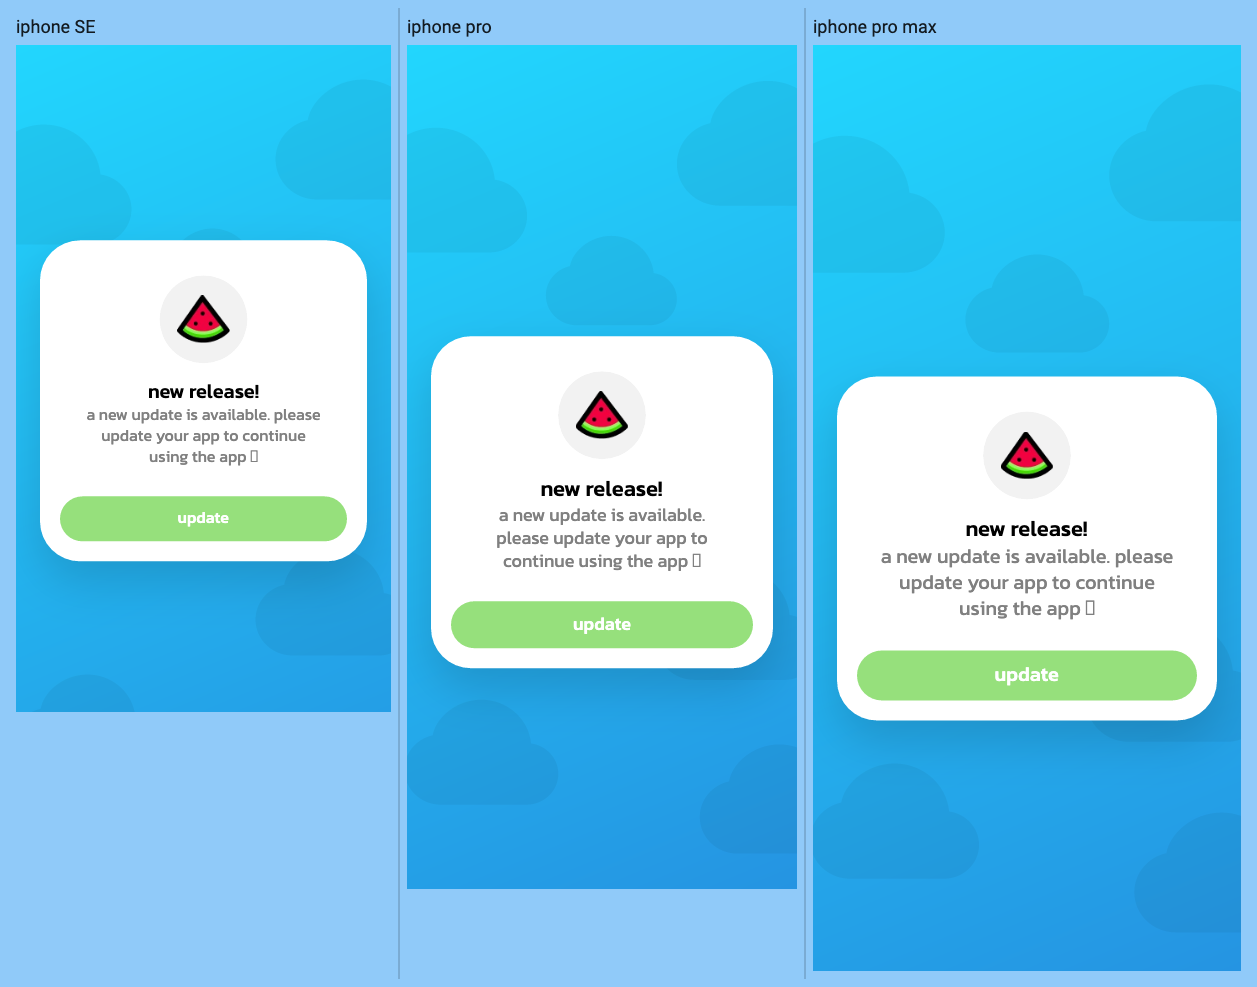 iphone SE
new release!
a new update is available. please
update your app to continue
using the app
update
iphone pro
new release!
a new update is available.
please update your app to
continue using the app
update
iphone pro max
new release!
a new update is available. please
update your app to continue
using the app
update